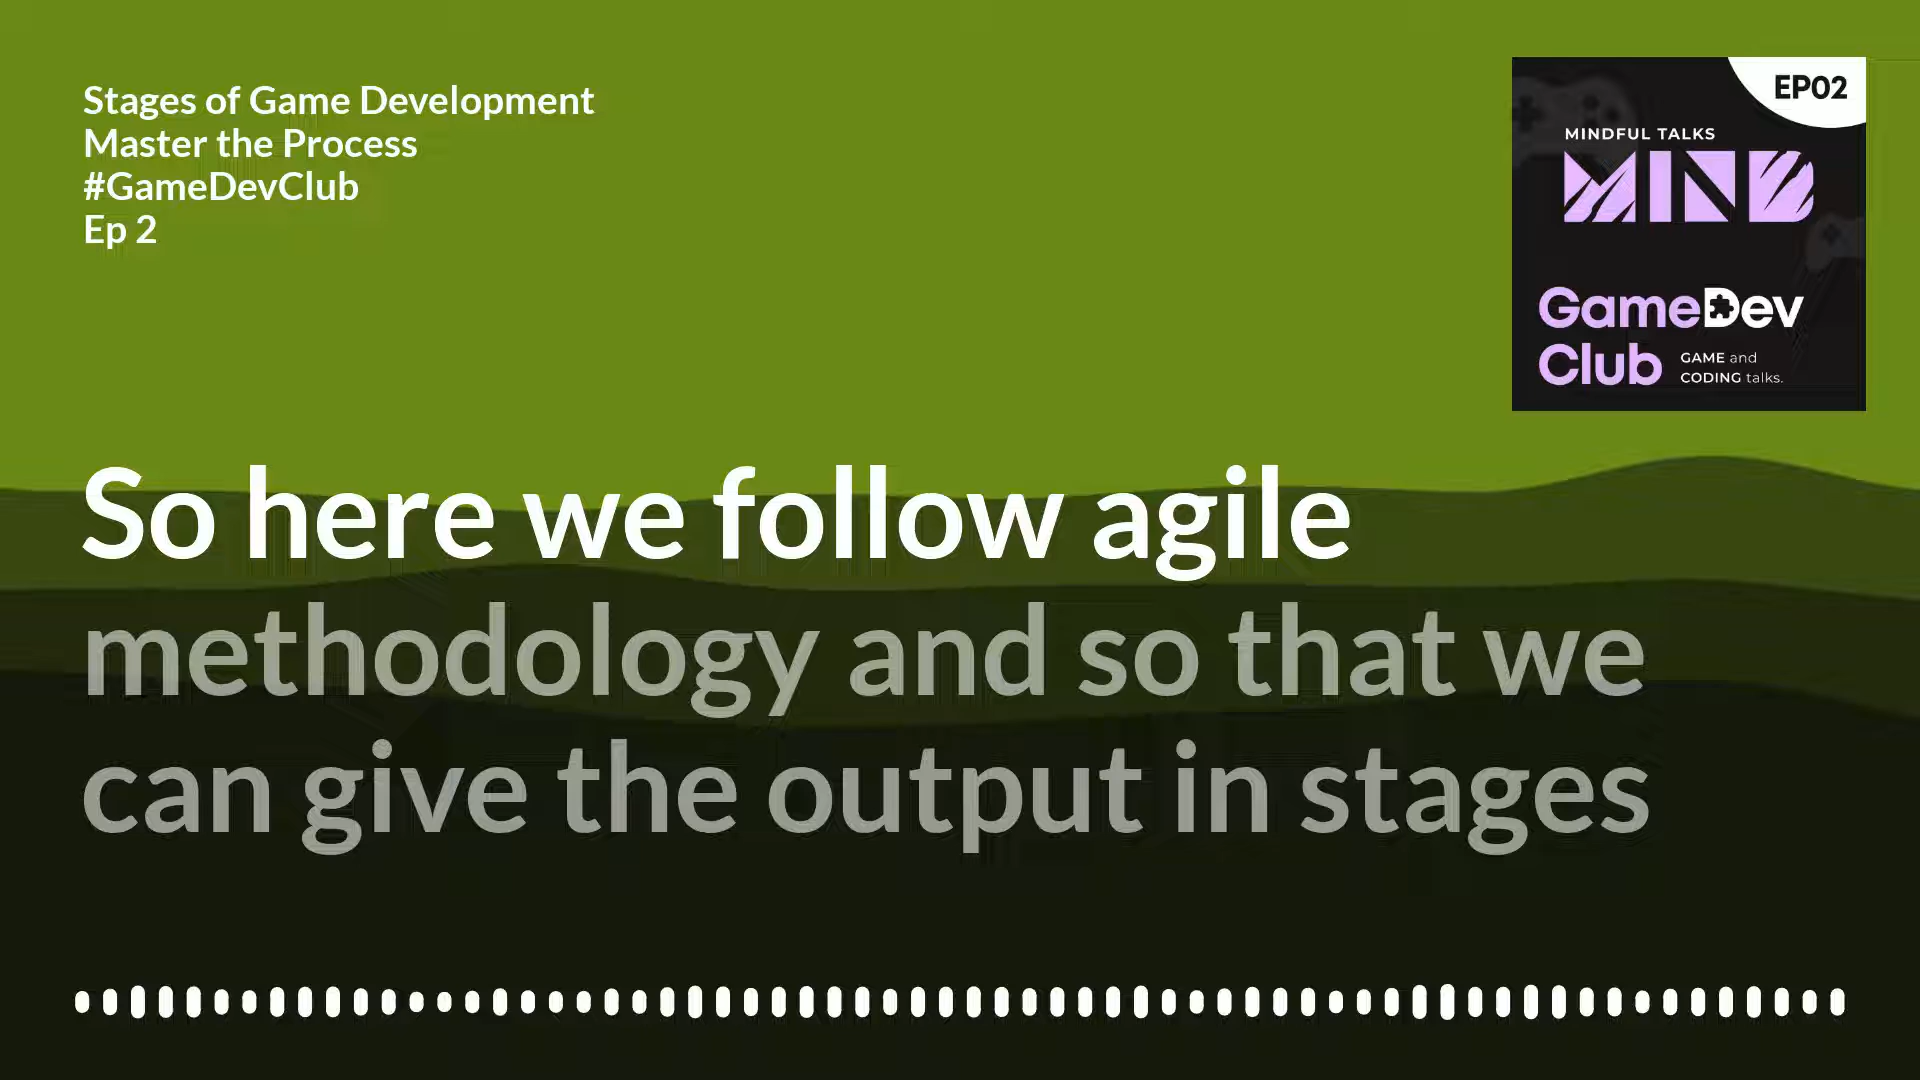 Stages of Game Development
Master the Process
#GameDevClub
Ep 2
EP02
MINDFUL TALKS
MIND
GameDev
Club
GAME and
CODING talks.
So here we follow agile
methodology and so that we
can give the output in stages